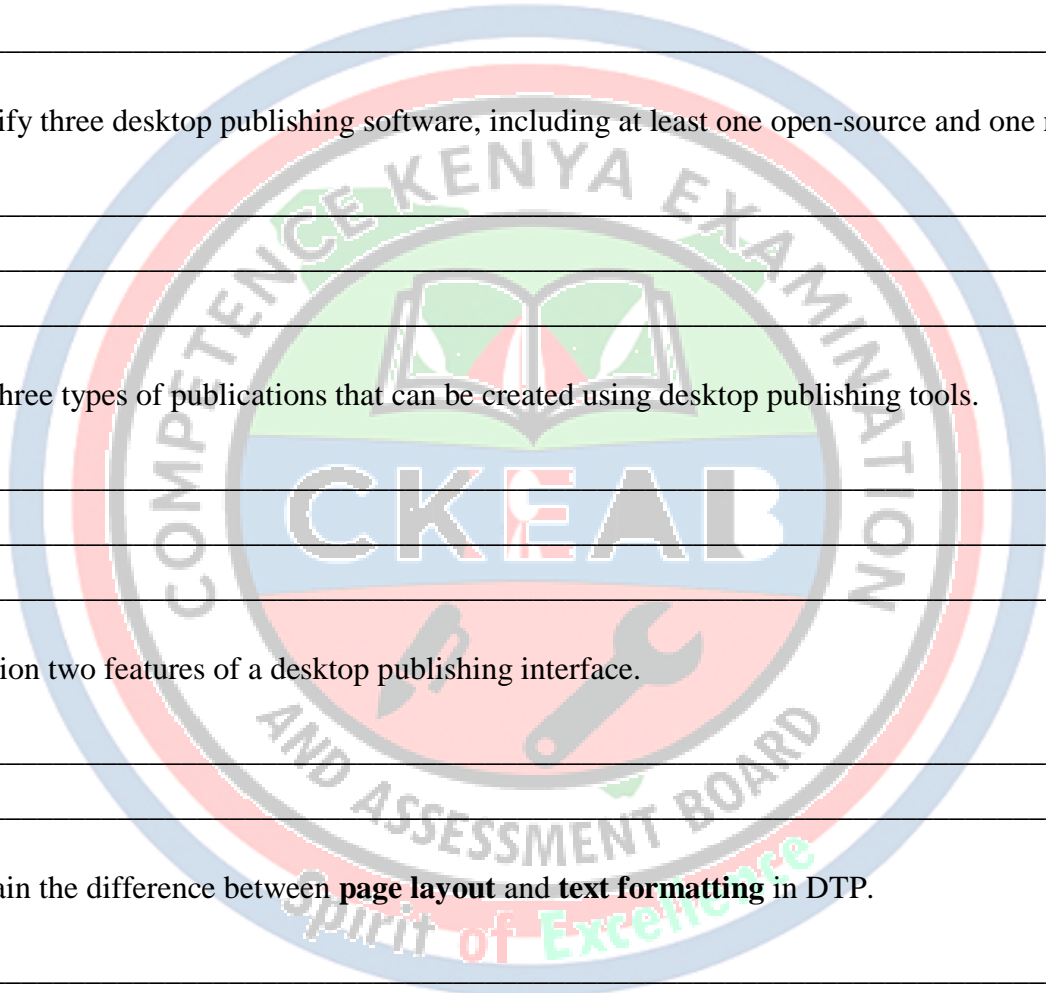 ify three desktop publishing software, including at least one open-source and one
COMPETENCE KENYA EXAMINATION
hree types of publications that can be created using desktop publishing tools.
CKEAB
ion two features of a desktop publishing interface.
AND ASSESSMENT BOARD
ain the difference between page layout and text formatting in DTP.
Spirit of Excellence